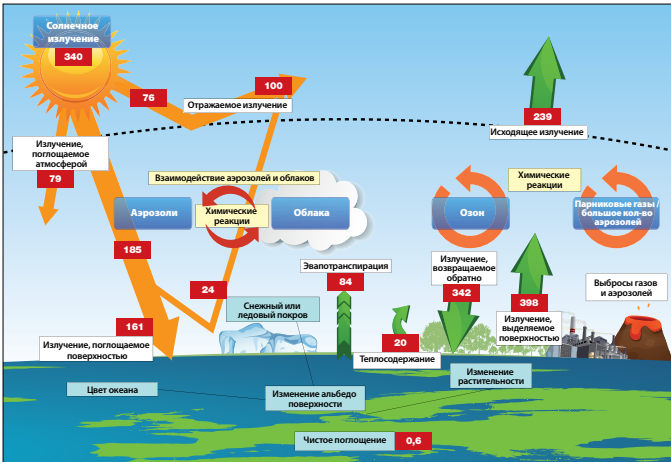 Солнечное
излучение
340
76
100
Отражаемое излучение
239
Исходящее излучение
Излучение,
поглощаемое
атмосферой
79
Взаимодействие аэрозолей и облаков
Аэрозоли
Химические
реакции
Облака
Химические
реакции
Озон
Парниковые газы /
большое кол-во
аэрозолей
185
24
Эвапотранспирация
84
Излучение,
возвращаемое
обратно
342
398
Излучение,
выделяемое
поверхностью
Выбросы газов
и аэрозолей
161
Излучение, поглощаемое
поверхностью
Снежный или
ледовый покров
20
Теплосодержание
Цвет океана
Изменение альбедо
поверхности
Изменение
растительности
Чистое поглощение
0,6